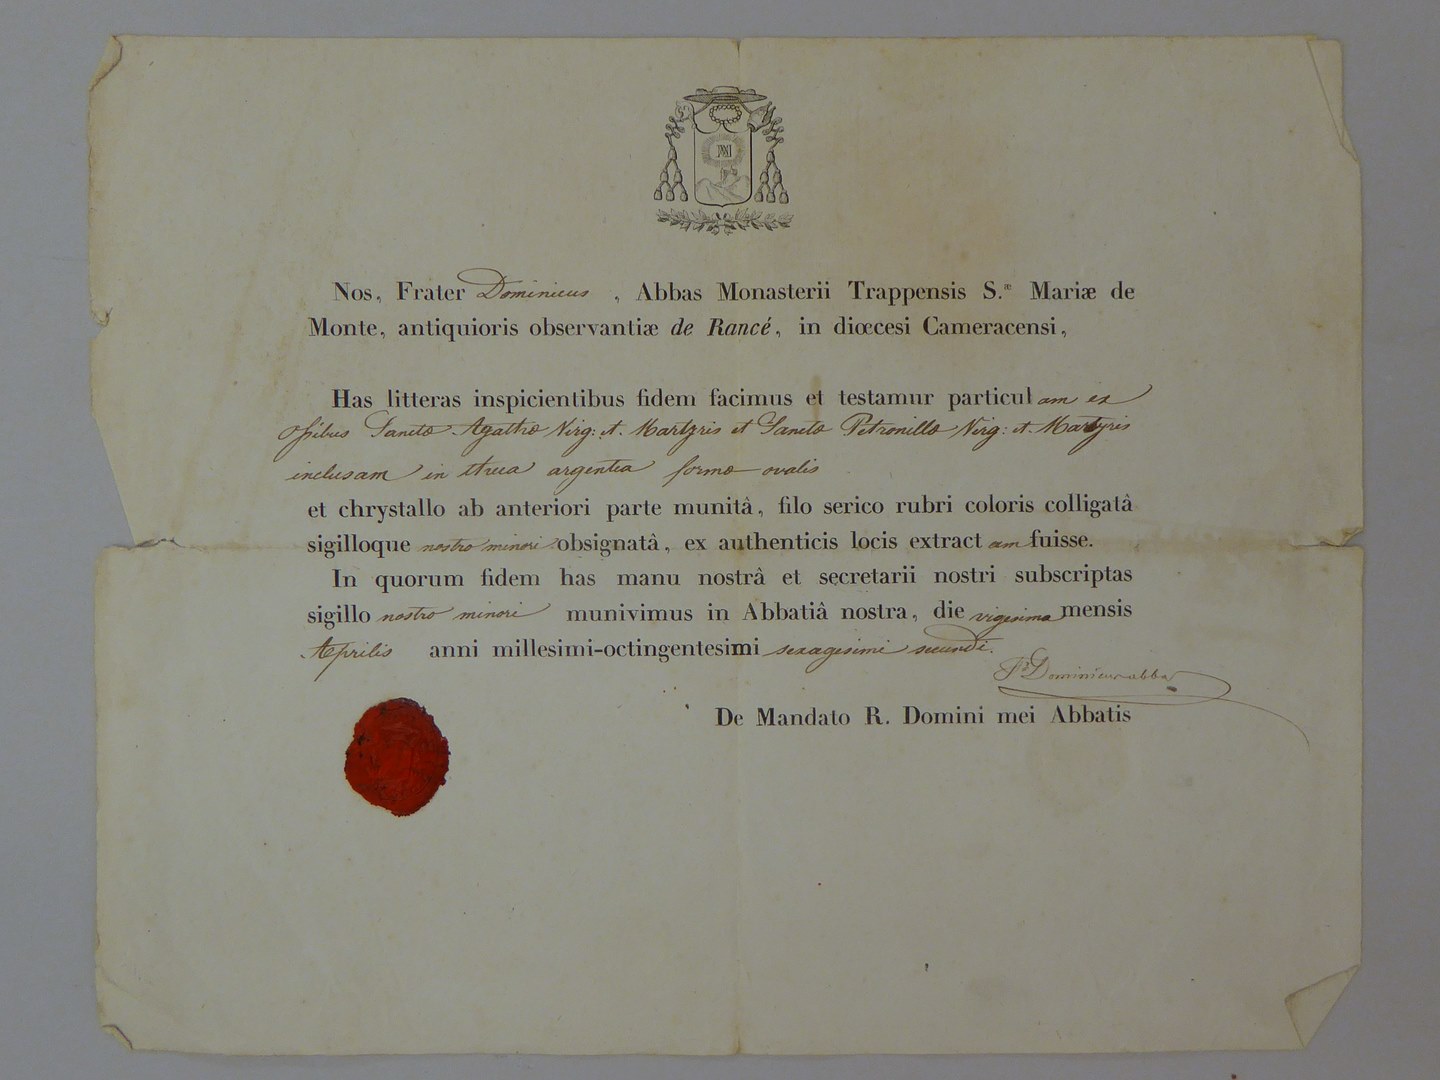 Nos, Frater Dominicus, Abbas Monasterii Trappensis S.æ Mariæ de
Monte, antiquioris observantiæ de Rancé, in diœcesi Cameracensi,
Has litteras inspicientibus fidem facimus et testamur particulam ex
ossibus Sanctæ Agathæ Virg: et Martyris et Sanctæ Petronillæ Virg: et Martyris
inclusam in theca argentea formæ ovalis
et chrystallo ab anteriori parte munitâ, filo serico rubri coloris colligatâ
sigilloque nostro minori obsignatâ, ex authenticis locis extractam fuisse.
In quorum fidem has manu nostrâ et secretarii nostri subscriptas
sigillo nostro minori munivimus in Abbatiâ nostra, die vigesima mensis
Aprilis anni millesimi-octingentesimi sexagesimi secundi.
Fr Dominicus abbas
De Mandato R. Domini mei Abbatis